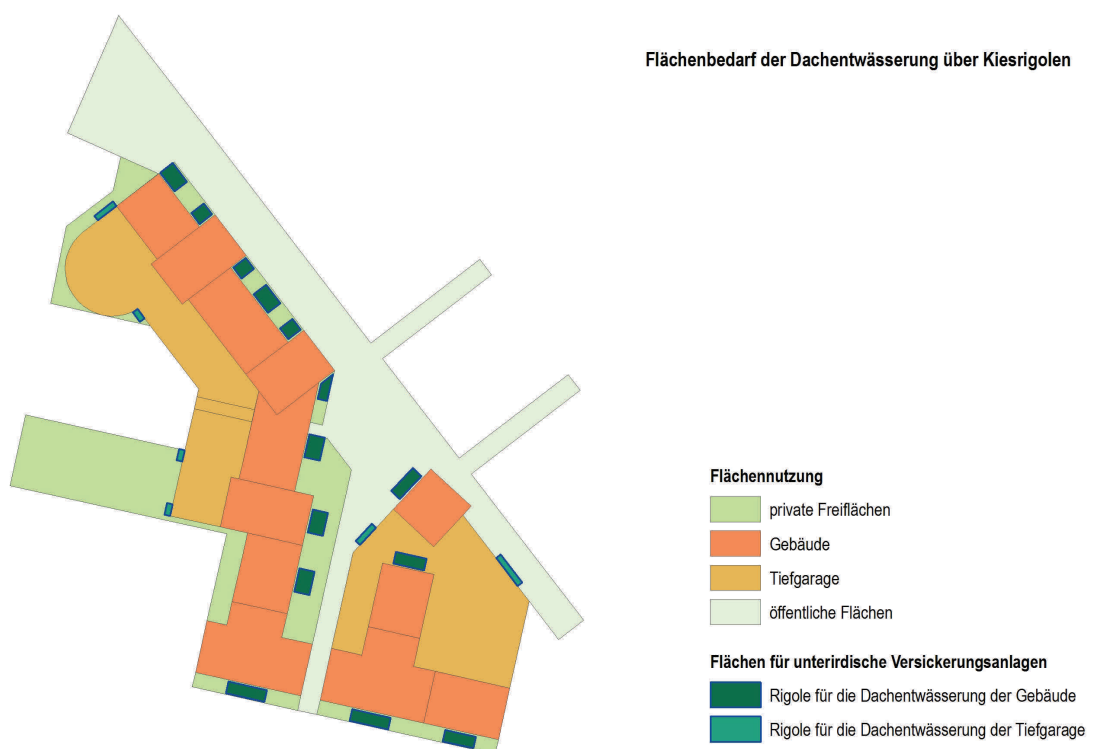 Flächenbedarf der Dachentwässerung über Kiesrigolen
Flächennutzung
private Freiflächen
Gebäude
Tiefgarage
öffentliche Flächen
Flächen für unterirdische Versickerungsanlagen
Rigole für die Dachentwässerung der Gebäude
Rigole für die Dachentwässerung der Tiefgarage